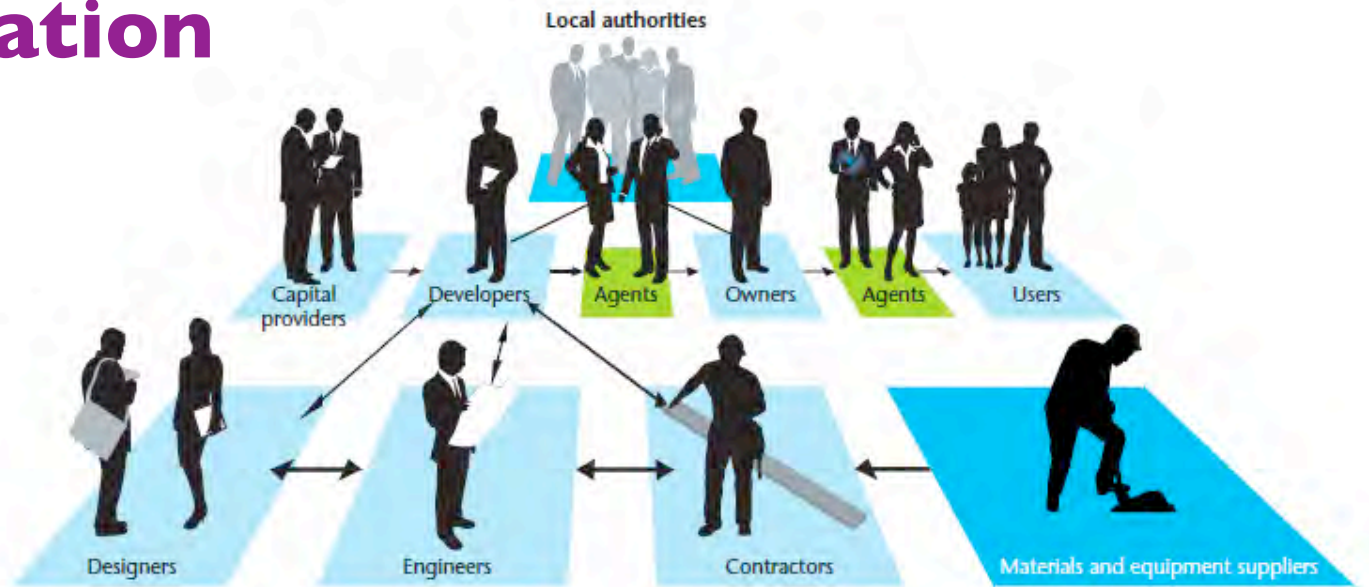 ation
Local authorities
Capital
providers
Developers
Agents
Owners
Agents
Users
Designers
Engineers
Contractors
Materials and equipment suppliers